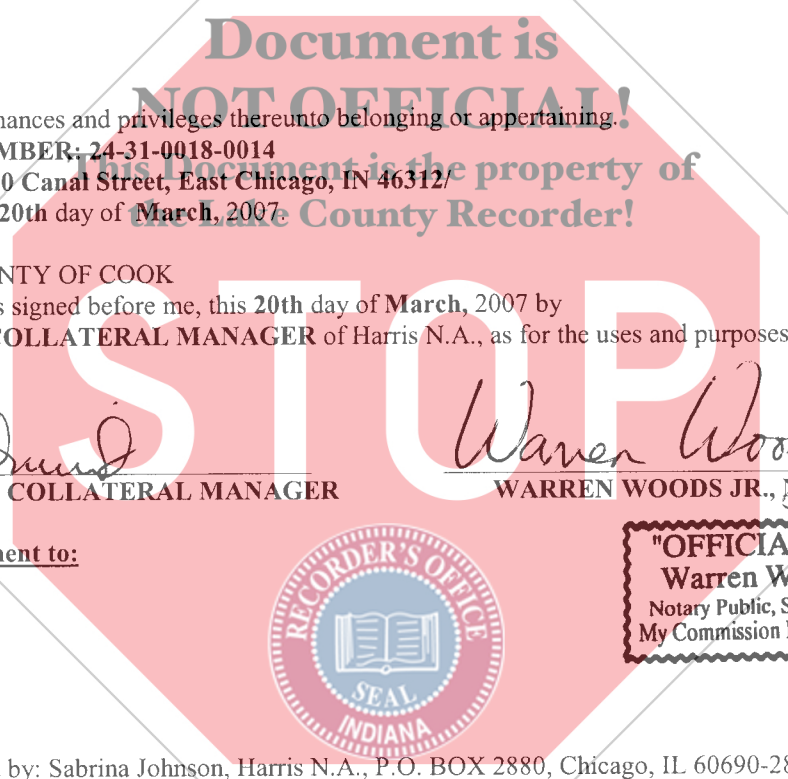 Document is
NOT OFFICIAL!
This Document is the property of
the Lake County Recorder!
STOP
nances and privileges thereunto belonging or appertaining.
MBER: 24-31-0018-0014
0 Canal Street, East Chicago, IN 46312/
20th day of March, 2007.
NTY OF COOK
s signed before me, this 20th day of March, 2007 by
COLLATERAL MANAGER of Harris N.A., as for the uses and purposes
Warren Woo
COLLATERAL MANAGER
WARREN WOODS JR.,
nent to:
"OFFICIA
Warren W
Notary Public, S
My Commission
RECORDER'S OFFICE
SEAL
INDIANA
by: Sabrina Johnson, Harris N.A., P.O. BOX 2880, Chicago, IL 60690-28